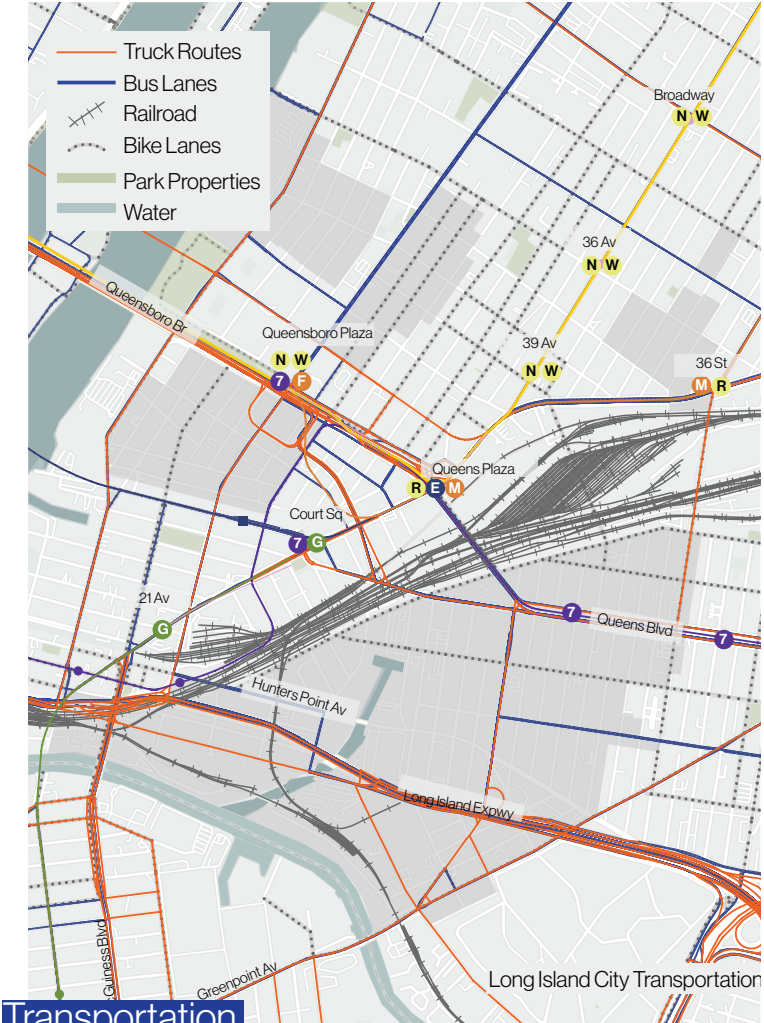 Truck Routes
Bus Lanes
Railroad
Bike Lanes
Park Properties
Water
Broadway
N W
36 Av
N W
Queensboro Br
Queensboro Plaza
N W
7 F
39 Av
N W
36 St
M R
Queens Plaza
R E M
Court Sq
7 G
21 Av
G
7
Queens Blvd
7
Hunters Point Av
Long Island Expwy
cGuiness Blvd
Greenpoint Av
Long Island City Transportation
Transportation